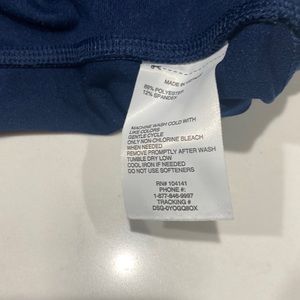 MADE IN
88% POLYESTER
12% SPANDEX
MACHINE WASH COLD WITH
LIKE COLORS
GENTLE CYCLE
ONLY NON-CHLORINE BLEACH
WHEN NEEDED
REMOVE PROMPTLY AFTER WASH
TUMBLE DRY LOW
COOL IRON IF NEEDED
DO NOT USE SOFTENERS
RN# 104141
PHONE #:
1-877-846-9997
TRACKING #
DSG-0YOGQ8OX